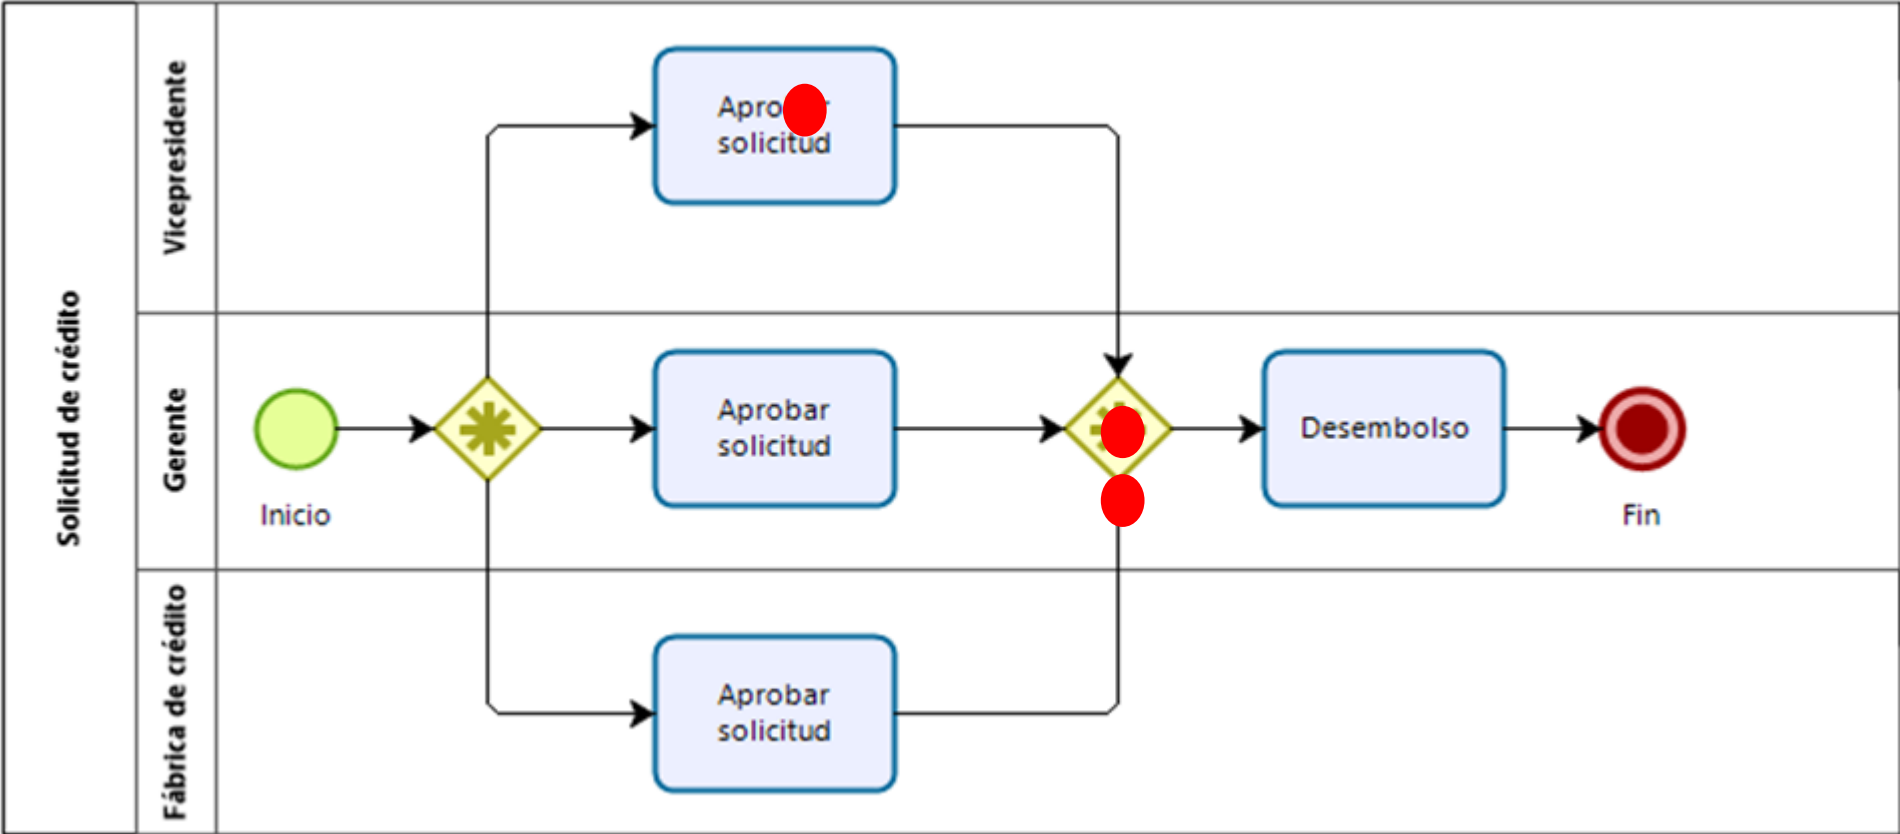 Solicitud de crédito
Vicepresidente
solicitud
Gerente
Inicio
Aprobar
solicitud
Desembolso
Fin
Fábrica de crédito
Aprobar
solicitud